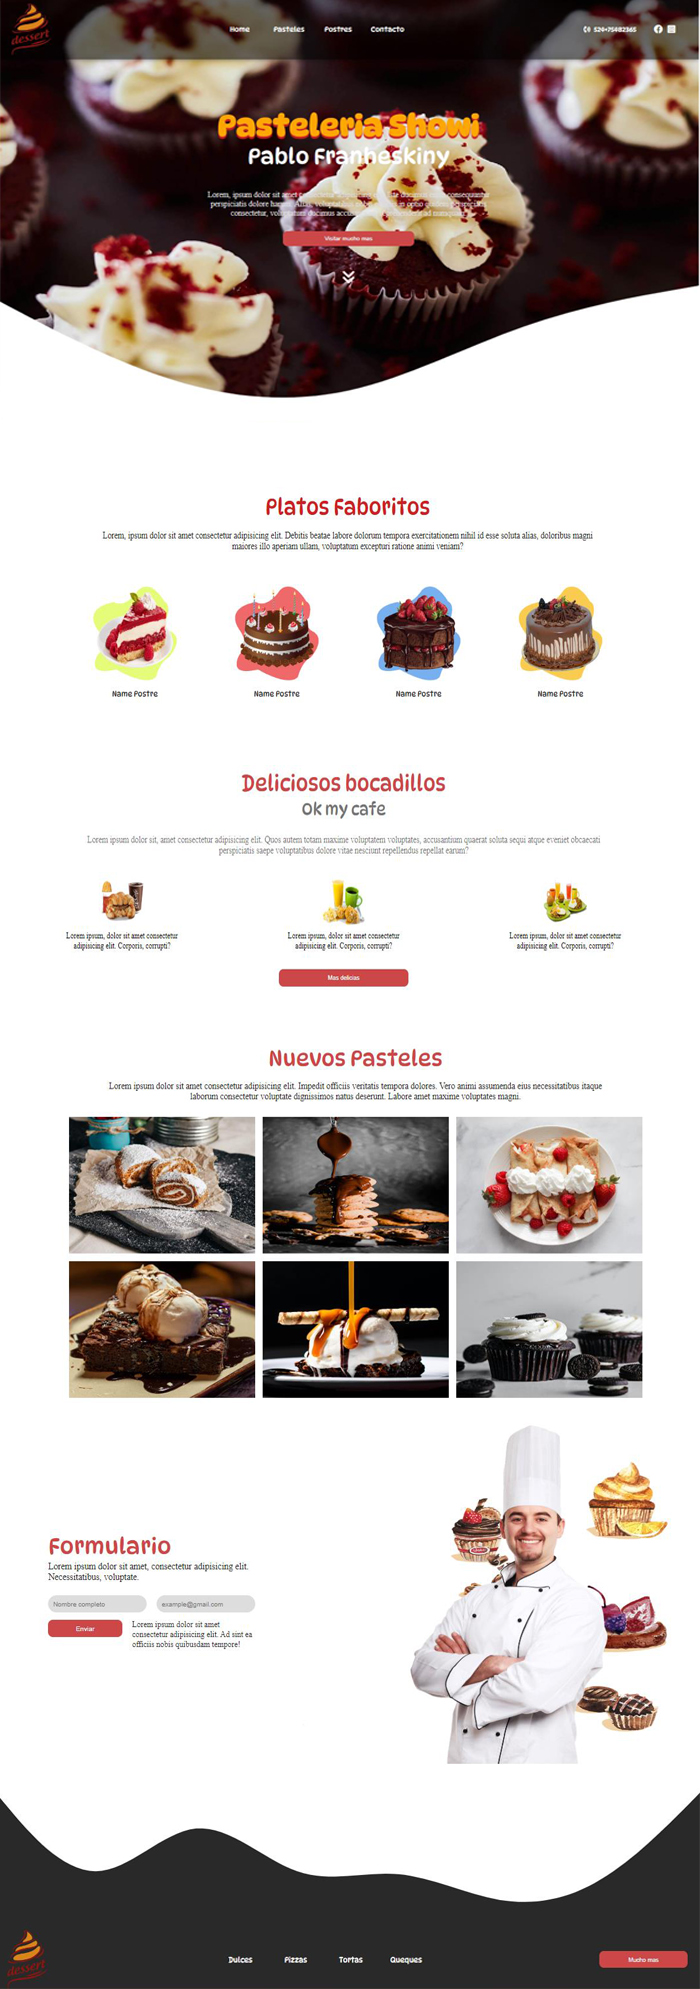 dessert
Home Pasteles Postres Contacto
Pasteleria Showi
Pablo Franheskiny
Lorem, ipsum dolor sit amet
perspiciatis dolore
consectetur,
Visitar mucho mas
Platos Faboritos
Lorem, ipsum dolor sit amet consectetur adipisicing elit. Debitis beatae labore dolorum tempora exercitationem nihil id esse soluta alias, doloribus magni
maiores illo aperiam ullam, voluptatum excepturi ratione animi veniam?
Name Postre Name Postre Name Postre Name Postre
Deliciosos bocadillos
Ok my cafe
Lorem ipsum dolor sit, amet consectetur adipisicing elit. Quos autem totam maxime voluptatem voluptates, accusantium quaerat soluta sequi atque eveniet obcaecati
perspiciatis saepe voluptatibus dolore vitae nesciunt repellendus repellat earum?
Lorem ipsum, dolor sit amet consectetur
adipisicing elit. Corporis, corrupti?
Lorem ipsum, dolor sit amet consectetur
adipisicing elit. Corporis, corrupti?
Lorem ipsum, dolor sit amet consectetur
adipisicing elit. Corporis, corrupti?
Mas delicias
Nuevos Pasteles
Lorem ipsum dolor sit amet consectetur adipisicing elit. Impedit officiis veritatis tempora dolores. Vero animi assumenda eius necessitatibus itaque
laborum consectetur voluptate dignissimos natus deserunt. Labore amet maxime voluptates magni.
Formulario
Lorem ipsum dolor sit amet, consectetur adipisicing elit.
Necessitatibus, voluptate.
Nombre completo example@gmail.com
Enviar
Lorem ipsum dolor sit amet
consectetur adipisicing elit. Ad sint ea
officiis nobis quibusdam tempore!
dessert
Dulces Pizzas Tortas Queques
Mucho mas